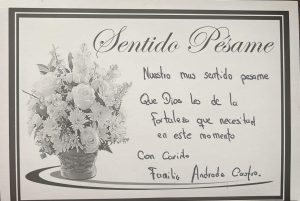 Sentido Pésame
Nuestro mas sentido pesame
Que Dios les de la
fortaleza que necesitad
en este momento
Con Cariño
Familia Andrade Castro.